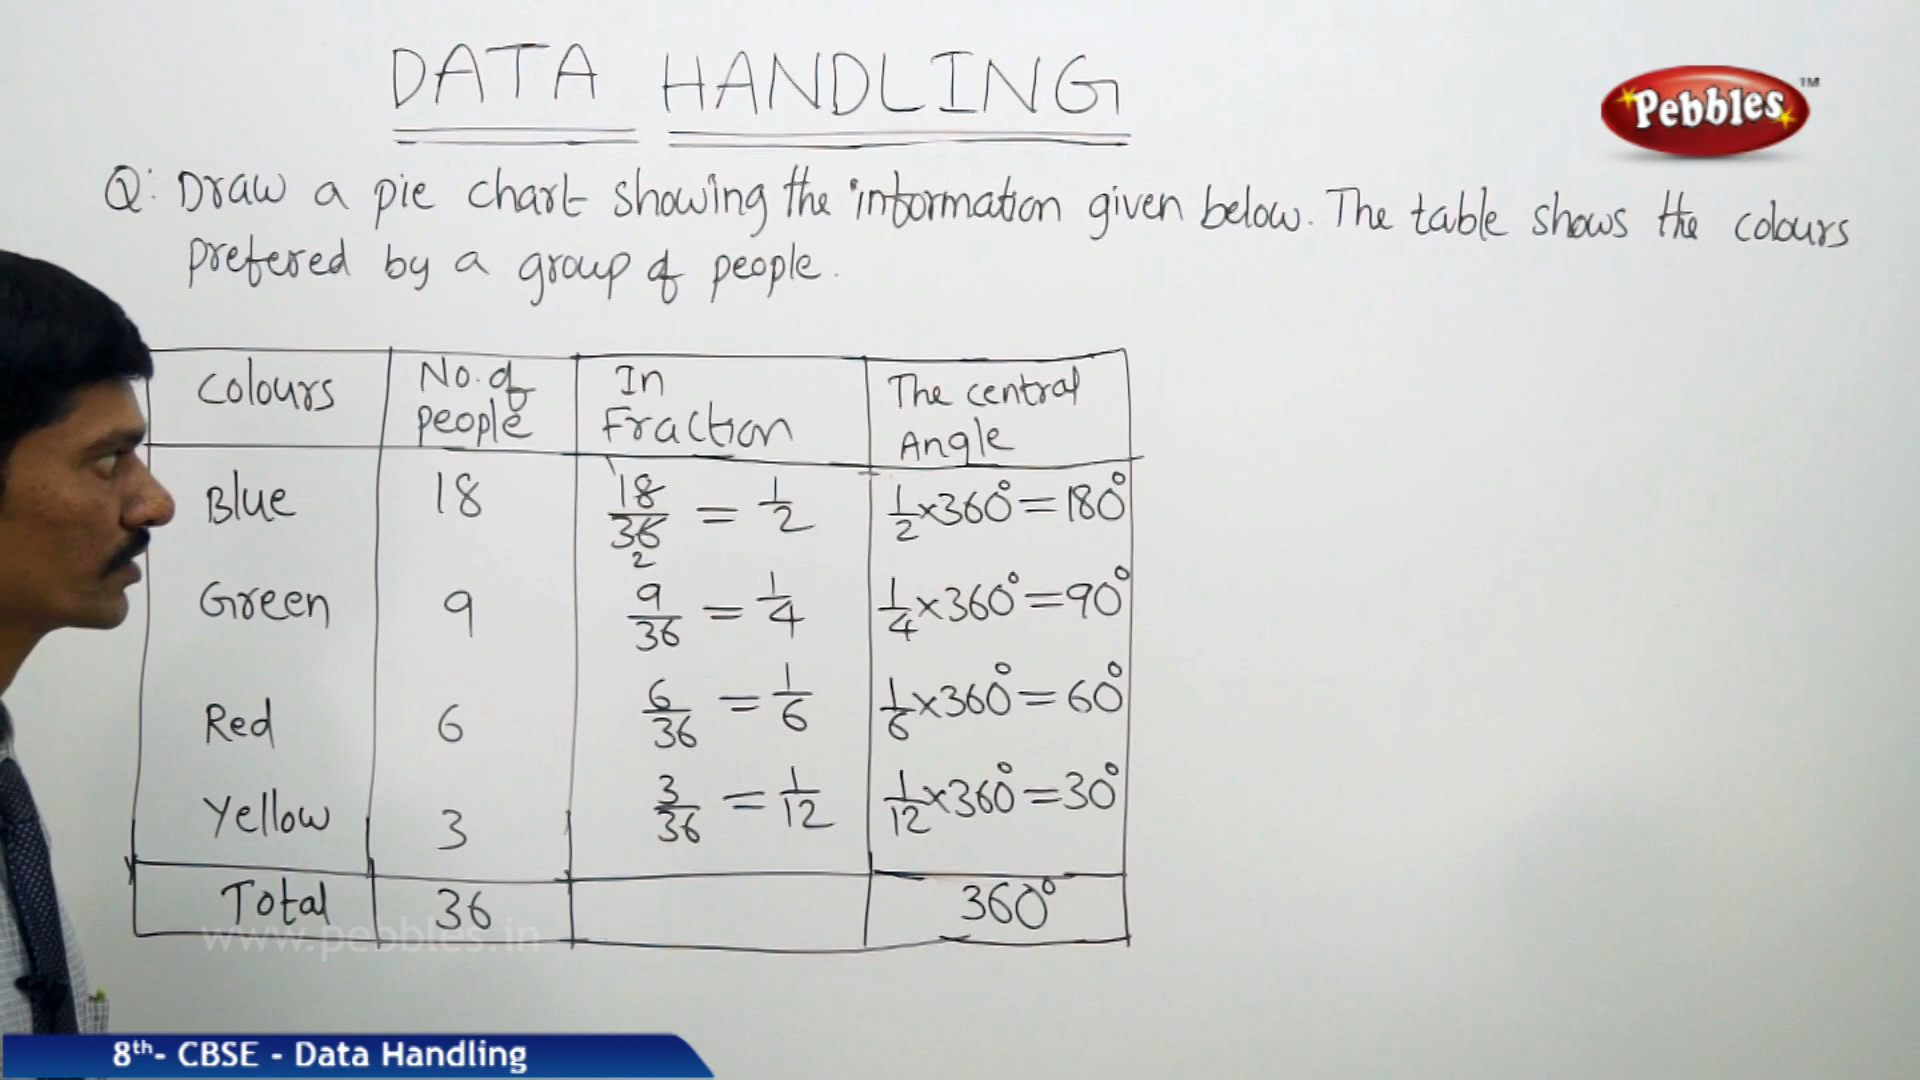 DATA HANDLING
Pebbles™
Q: Draw a pie chart showing the information given below. The table shows the colours
prefered by a group of people.
Colours No. of people In Fraction The central Angle
Blue 18 18/36 = 1/2 1/2 × 360° = 180°
2
Green 9 9/36 = 1/4 1/4 × 360° = 90°
Red 6 6/36 = 1/6 1/6 × 360° = 60°
Yellow 3 3/36 = 1/12 1/12 × 360° = 30°
Total 36 360°
www.pebbles.in
8th- CBSE - Data Handling